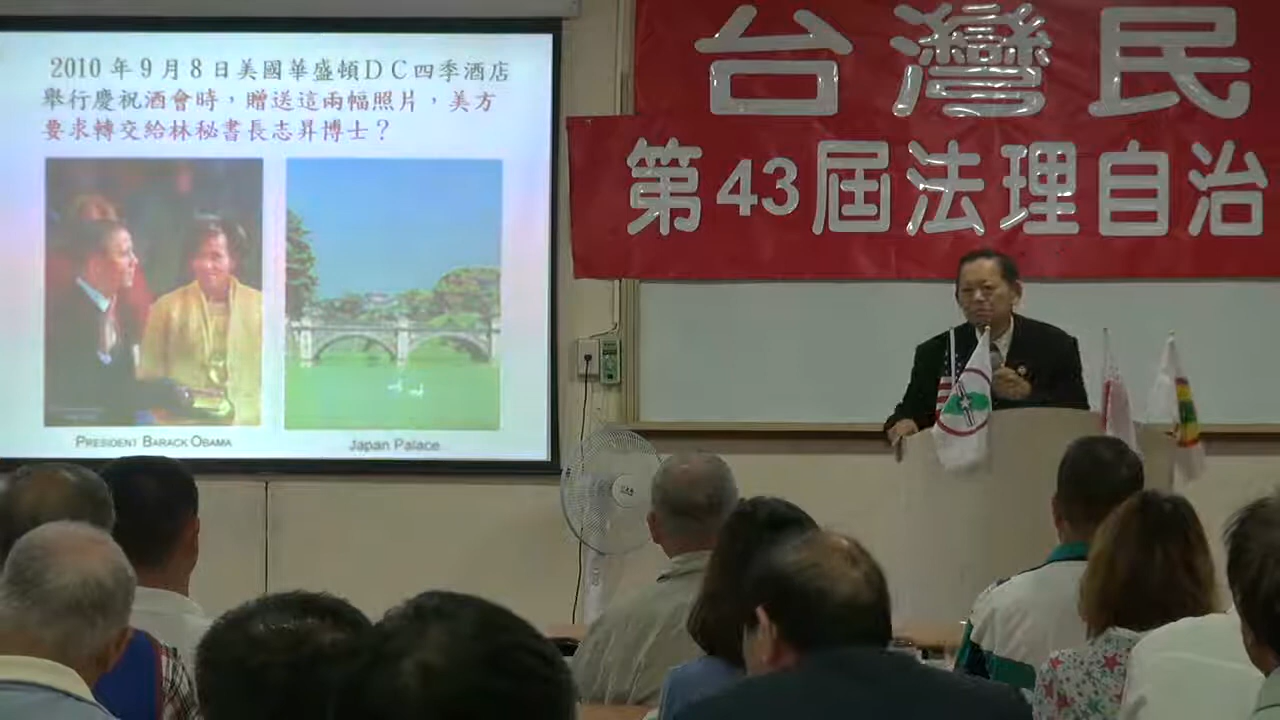 2010年9月8日美國華盛頓DC四季酒店
舉行慶祝酒會時，贈送這兩幅照片，美方
要求轉交給林秘書長志昇博士？
PRESIDENT BARACK OBAMA
Japan Palace
台灣民
第43屆法理自治